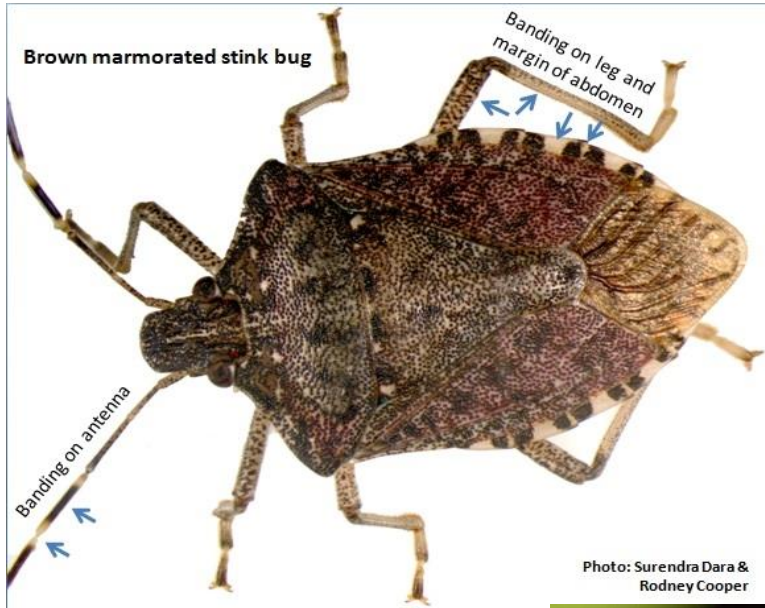 Brown marmorated stink bug
Banding on leg and
margin of abdomen
Banding on antenna
Photo: Surendra Dara &
Rodney Cooper